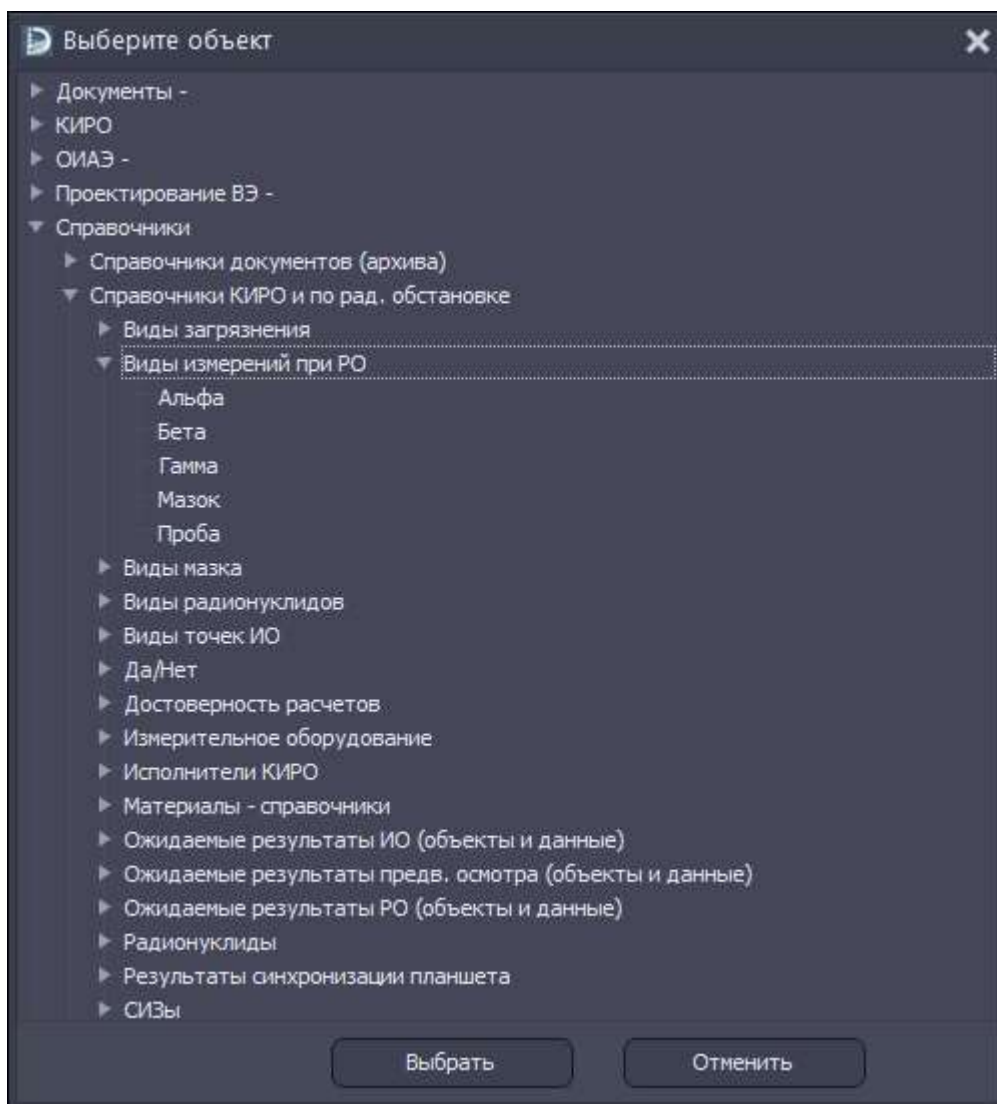 Выберите объект
Документы -
КИРО
ОИАЭ -
Проектирование ВЭ -
Справочники
Справочники документов (архива)
Справочники КИРО и по рад. обстановке
Виды загрязнения
Виды измерений при РО
Альфа
Бета
Гамма
Мазок
Проба
Виды мазка
Виды радионуклидов
Виды точек ИО
Да/Нет
Достоверность расчетов
Измерительное оборудование
Исполнители КИРО
Материалы - справочники
Ожидаемые результаты ИО (объекты и данные)
Ожидаемые результаты предв. осмотра (объекты и данные)
Ожидаемые результаты РО (объекты и данные)
Радионуклиды
Результаты синхронизации планшета
СИЗы
Выбрать Отменить